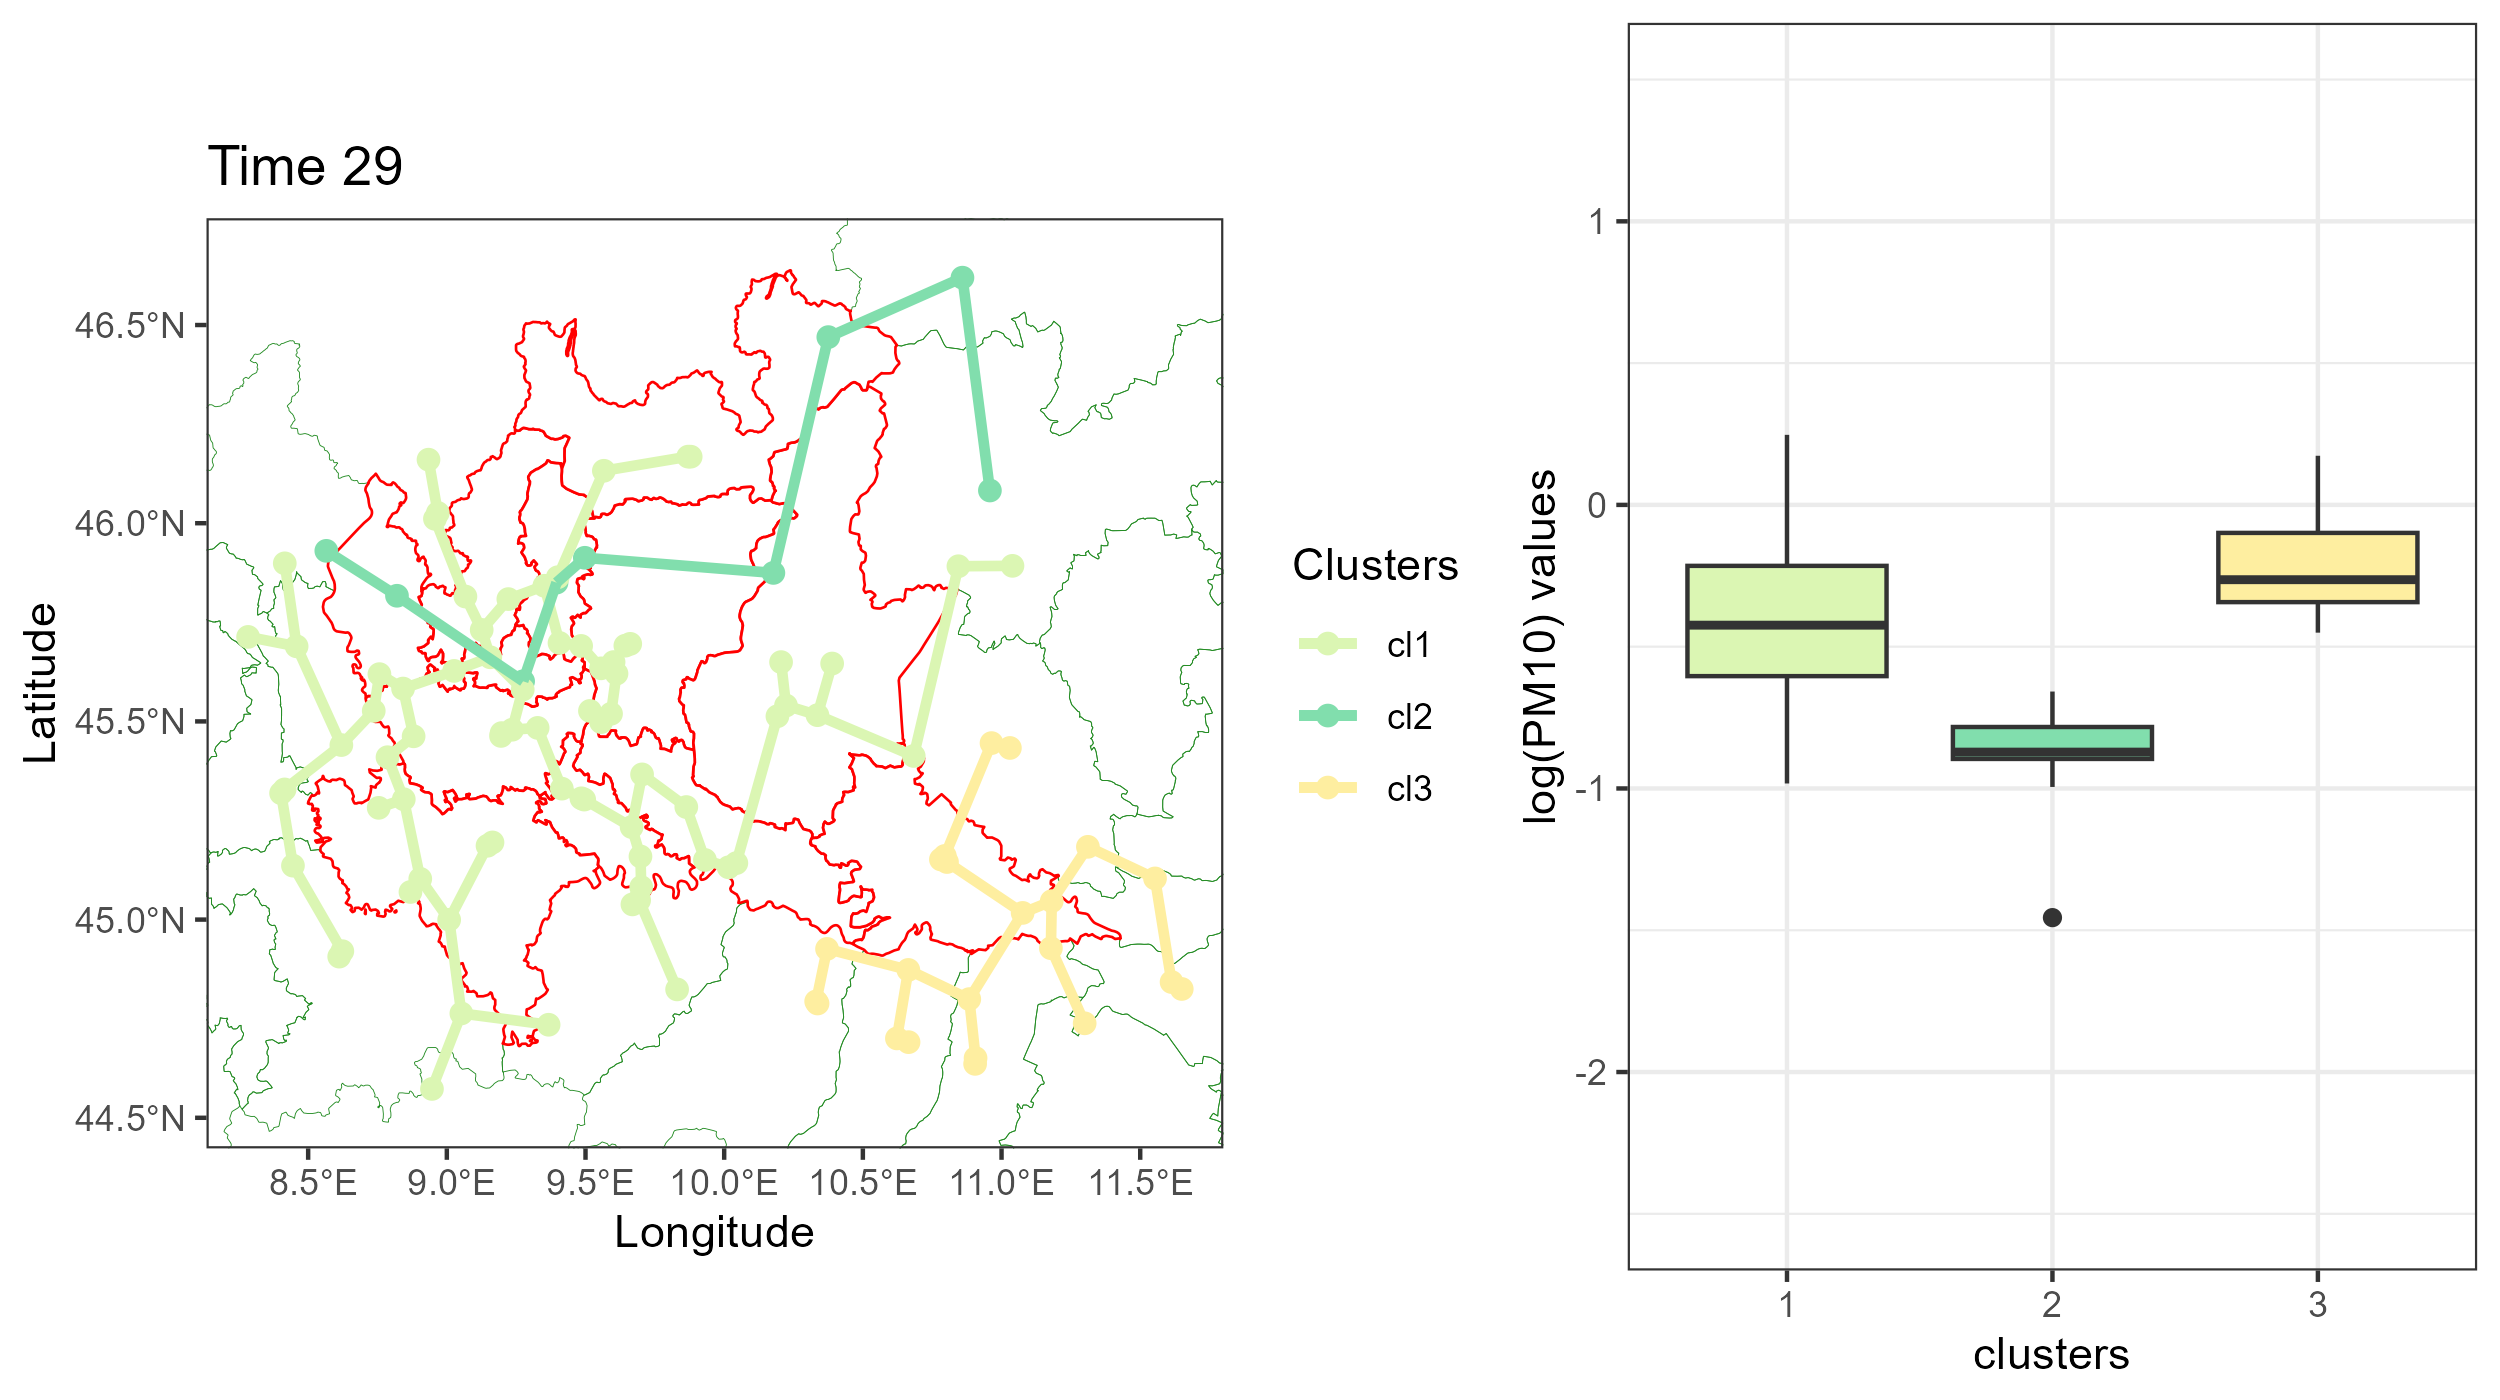 Time 29
46.5°N
46.0°N
45.5°N
45.0°N
44.5°N
Latitude
8.5°E 9.0°E 9.5°E 10.0°E 10.5°E 11.0°E 11.5°E
Longitude
Clusters
cl1
cl2
cl3
log(PM10) values
1
0
-1
-2
1 2 3
clusters